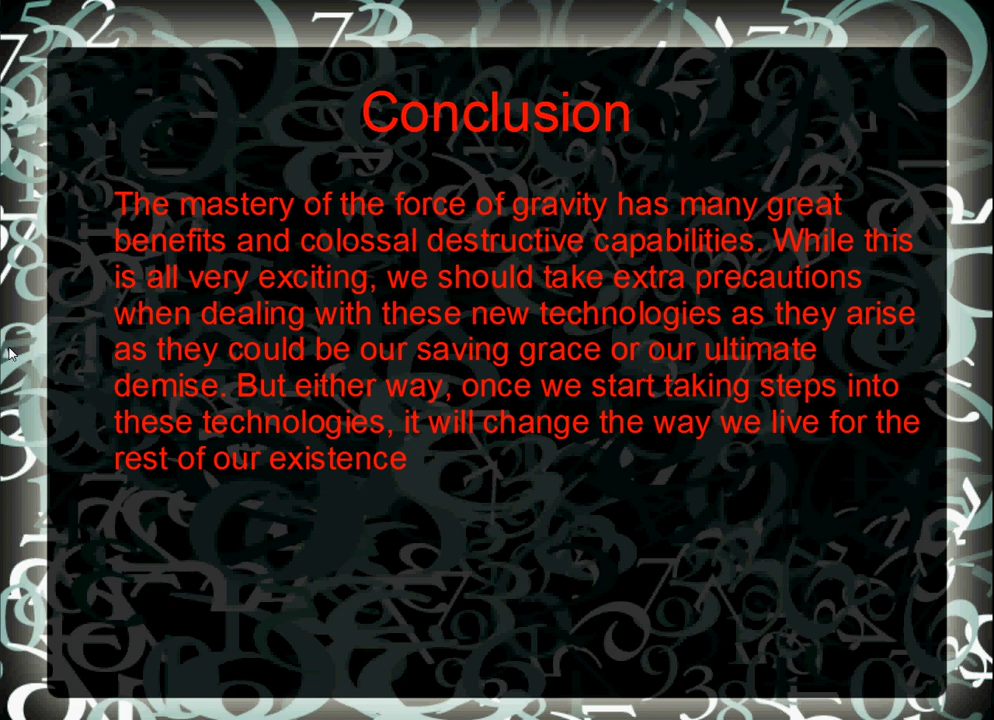 Conclusion
The mastery of the force of gravity has many great
benefits and colossal destructive capabilities. While this
is all very exciting, we should take extra precautions
when dealing with these new technologies as they arise
as they could be our saving grace or our ultimate
demise. But either way, once we start taking steps into
these technologies, it will change the way we live for the
rest of our existence